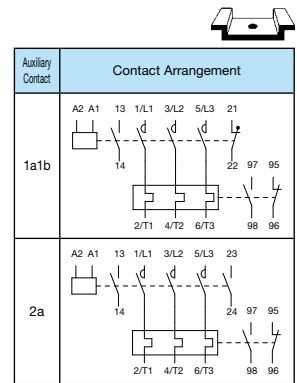 Auxiliary
Contact
Contact Arrangement
1a1b
A2 A1 13 1/L1 3/L2 5/L3 21
14 22 97 95
2/T1 4/T2 6/T3 98 96
2a
A2 A1 13 1/L1 3/L2 5/L3 23
14 24 97 95
2/T1 4/T2 6/T3 98 96